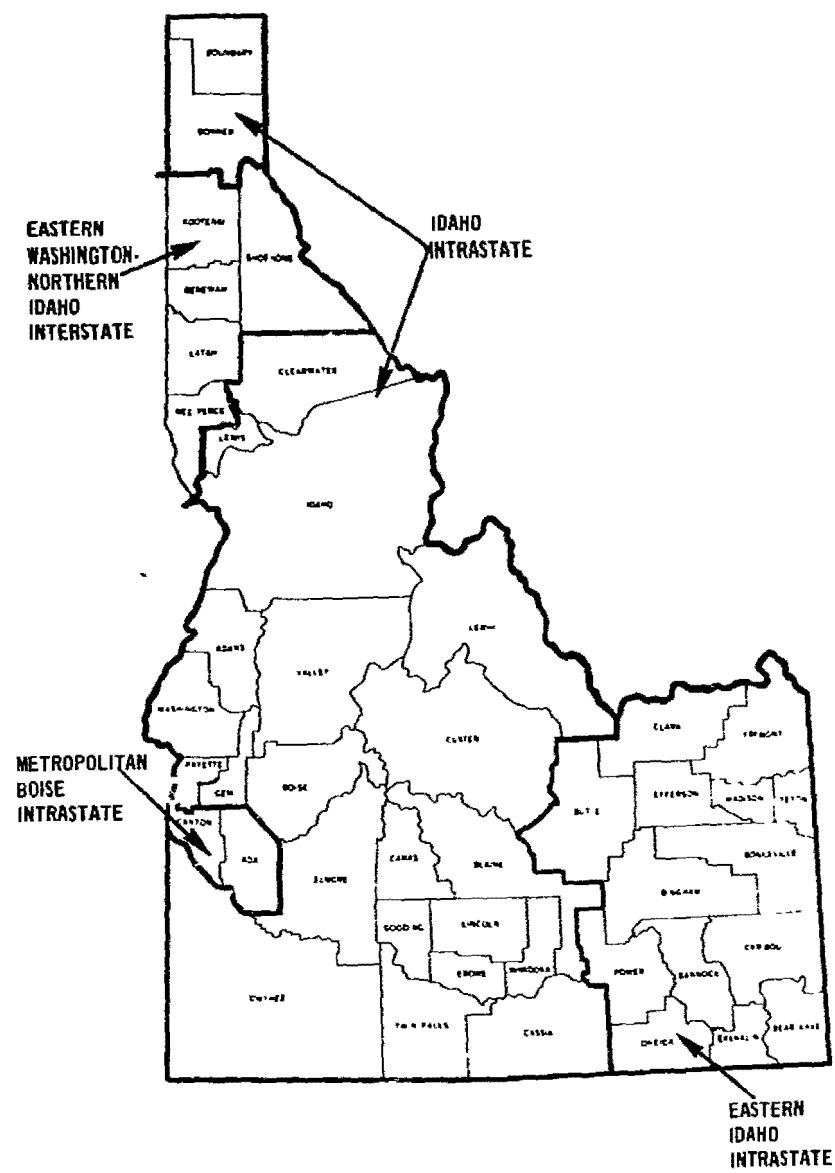 BOUNDARY
BONNER
KOOTENAI
SHOSHONE
EASTERN
WASHINGTON-
NORTHERN
IDAHO
INTERSTATE
IDAHO
INTRASTATE
BENEWAH
LATAH
CLEARWATER
NEZ PERCE
LEWIS
IDAHO
LEMHI
ADAMS
VALLEY
WASHINGTON
CUSTER
CLARK
FREMONT
METROPOLITAN
BOISE
INTRASTATE
PAYETTE
GEM
BOISE
BUTTE
JEFFERSON
MADISON
TETON
CANYON
ADA
ELMORE
CAMAS
BLAINE
BONNEVILLE
BINGHAM
GOODING
LINCOLN
JEROME
MINIDOKA
POWER
BANNOCK
CARIBOU
OWYHEE
TWIN FALLS
CASSIA
ONEIDA
FRANKLIN
BEAR LAKE
EASTERN
IDAHO
INTRASTATE